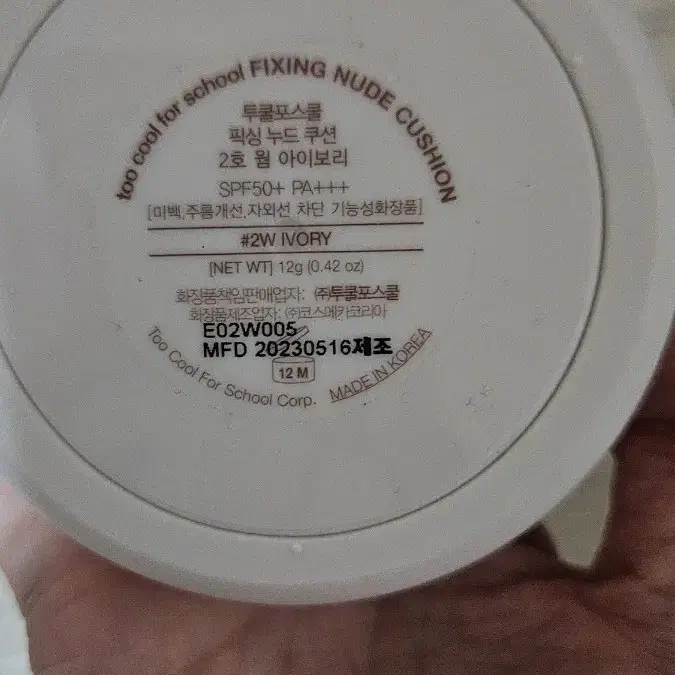 too cool for school FIXING NUDE CUSHION
투쿨포스쿨
픽싱 누드 쿠션
2호 웜 아이보리
SPF50+ PA+++
[미백,주름개선,자외선 차단 기능성화장품]
#2W IVORY
[NET WT] 12g (0.42 oz)
화장품책임판매업자: ㈜투쿨포스쿨
화장품제조업자: ㈜코스메카코리아
E02W005
MFD 20230516제조
12 M
Too Cool For School Corp. MADE IN KOREA